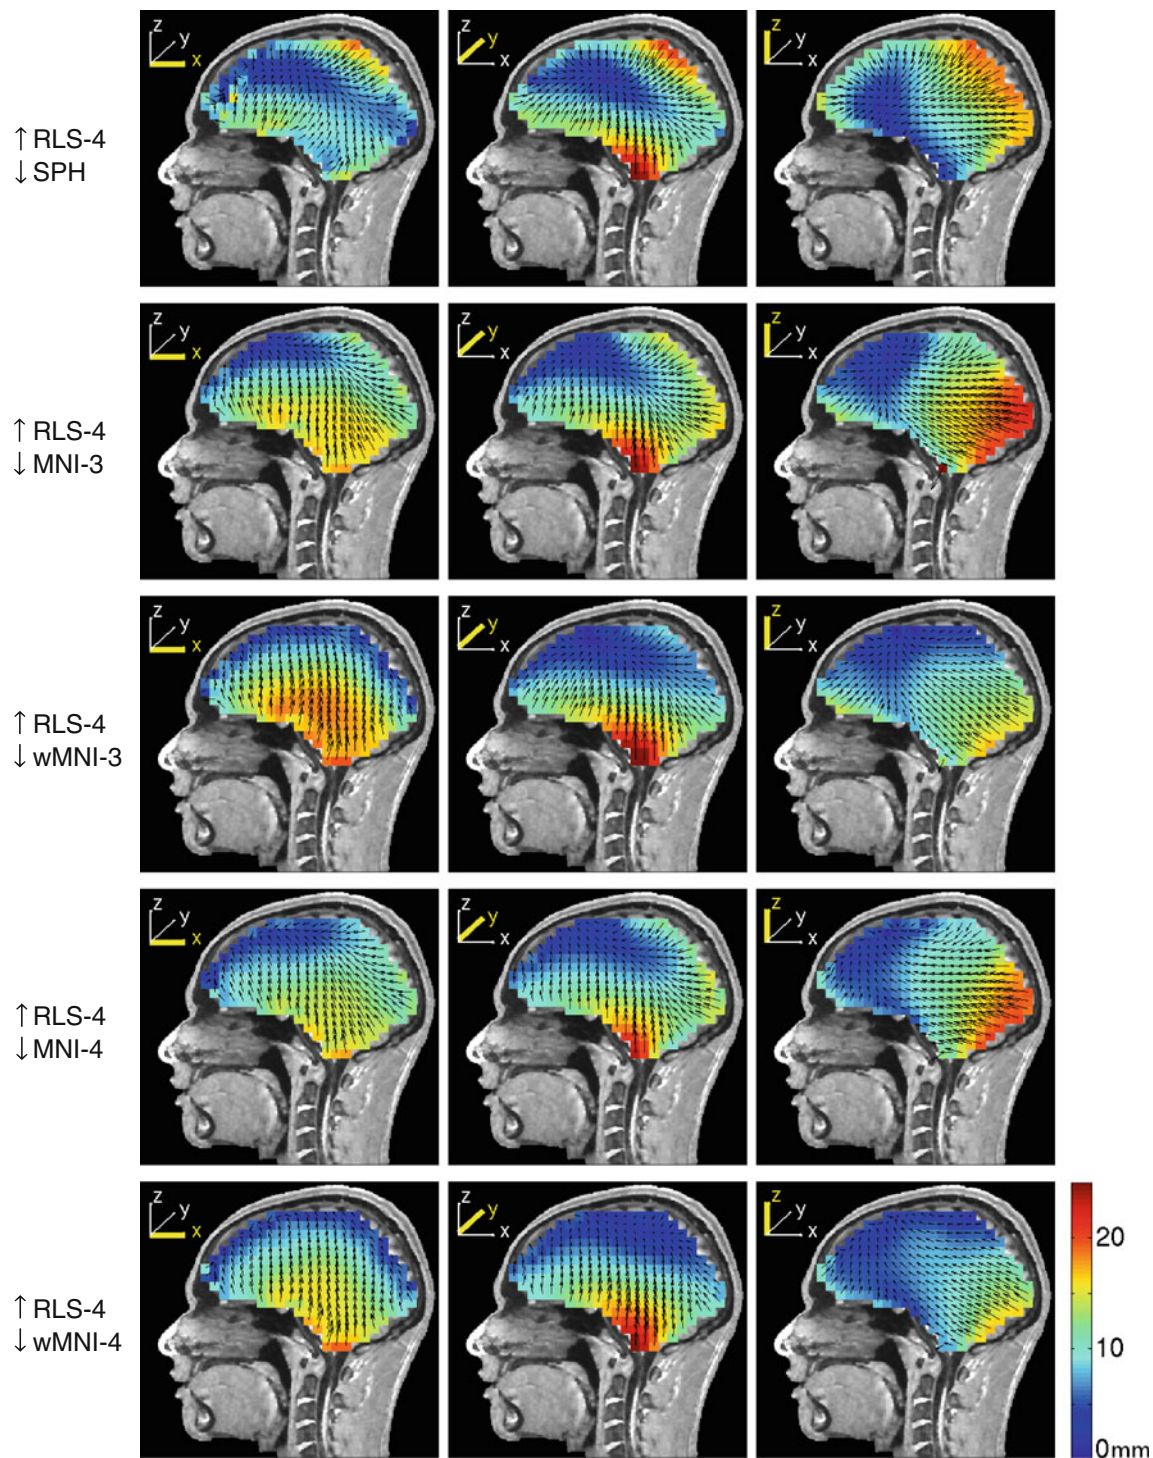 z y x
z y x
z y x
↑ RLS-4
↓ SPH
z y x
z y x
z y x
↑ RLS-4
↓ MNI-3
z y x
z y x
z y x
↑ RLS-4
↓ wMNI-3
z y x
z y x
z y x
↑ RLS-4
↓ MNI-4
z y x
z y x
z y x
↑ RLS-4
↓ wMNI-4
20
10
0mm